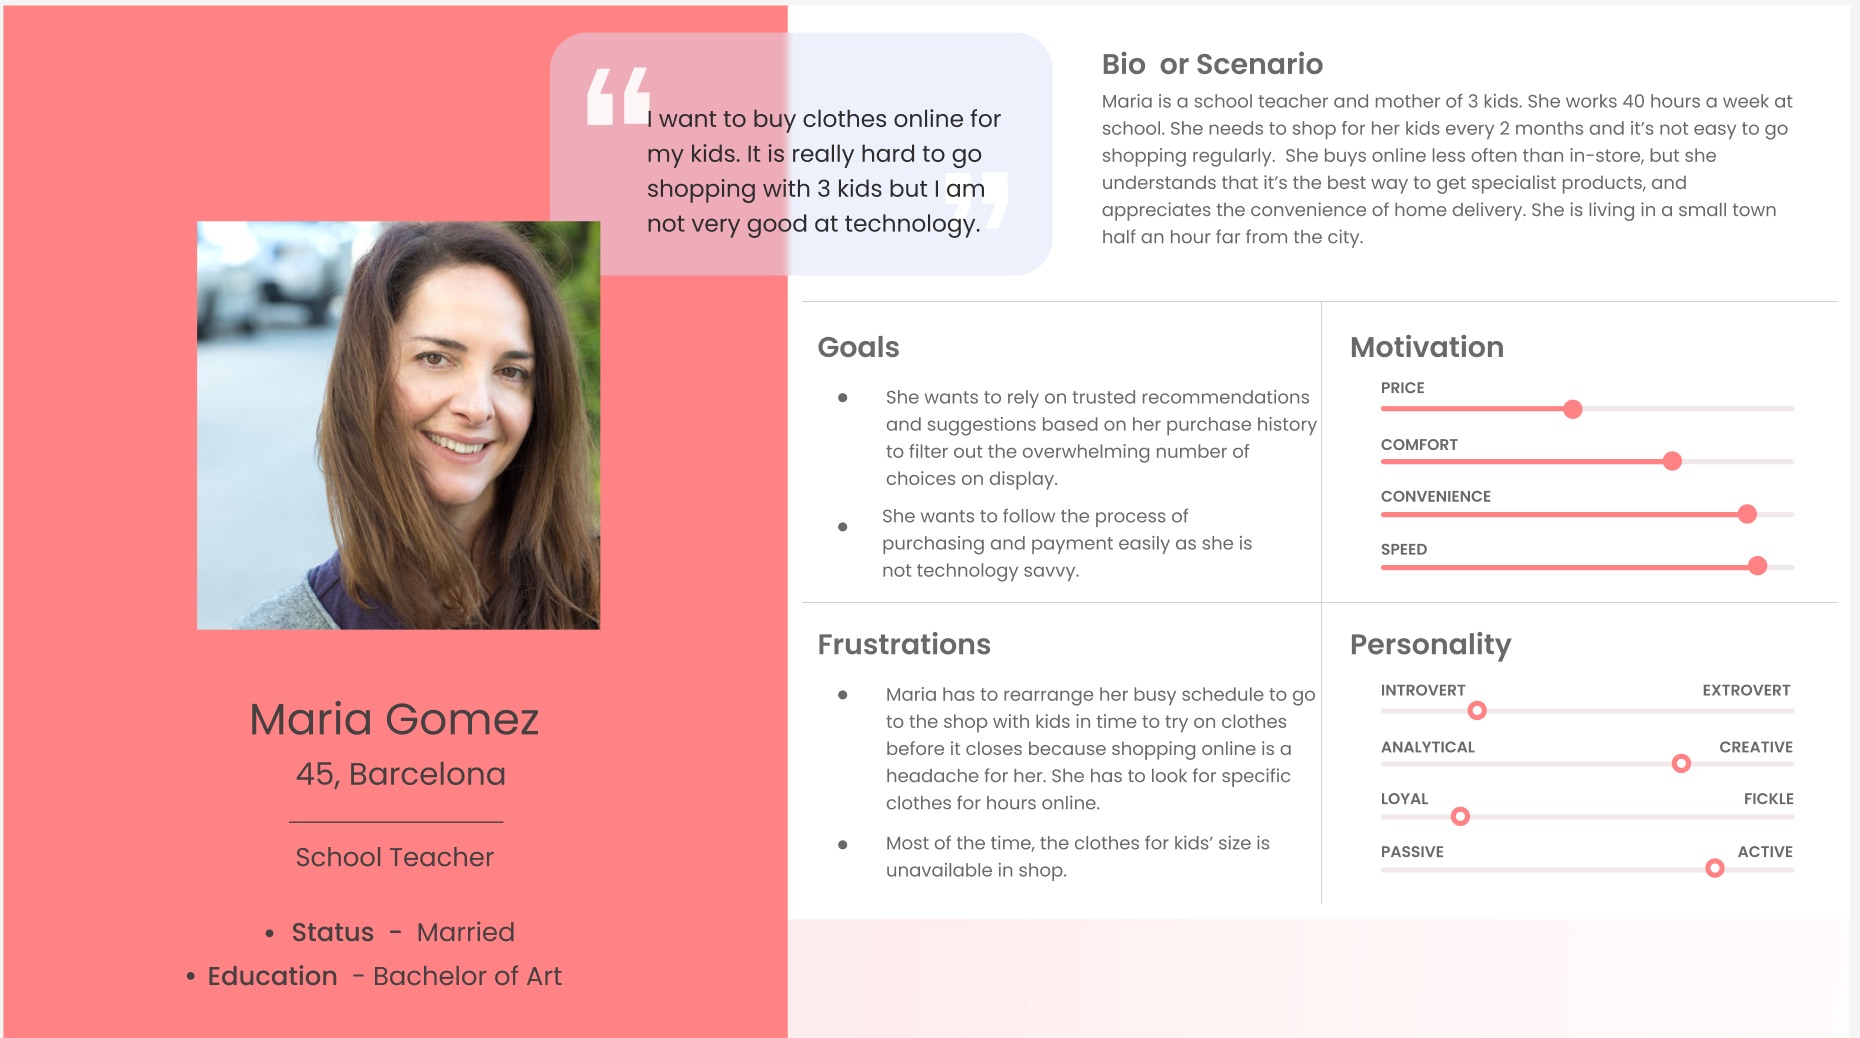 “
I want to buy clothes online for
my kids. It is really hard to go
shopping with 3 kids but I am
not very good at technology.
”
Maria Gomez
45, Barcelona
School Teacher
• Status - Married
• Education - Bachelor of Art
Bio or Scenario
Maria is a school teacher and mother of 3 kids. She works 40 hours a week at
school. She needs to shop for her kids every 2 months and it’s not easy to go
shopping regularly. She buys online less often than in-store, but she
understands that it’s the best way to get specialist products, and
appreciates the convenience of home delivery. She is living in a small town
half an hour far from the city.
Goals
● She wants to rely on trusted recommendations
and suggestions based on her purchase history
to filter out the overwhelming number of
choices on display.
● She wants to follow the process of
purchasing and payment easily as she is
not technology savvy.
Motivation
PRICE
COMFORT
CONVENIENCE
SPEED
Frustrations
● Maria has to rearrange her busy schedule to go
to the shop with kids in time to try on clothes
before it closes because shopping online is a
headache for her. She has to look for specific
clothes for hours online.
● Most of the time, the clothes for kids’ size is
unavailable in shop.
Personality
INTROVERT EXTROVERT
ANALYTICAL CREATIVE
LOYAL FICKLE
PASSIVE ACTIVE